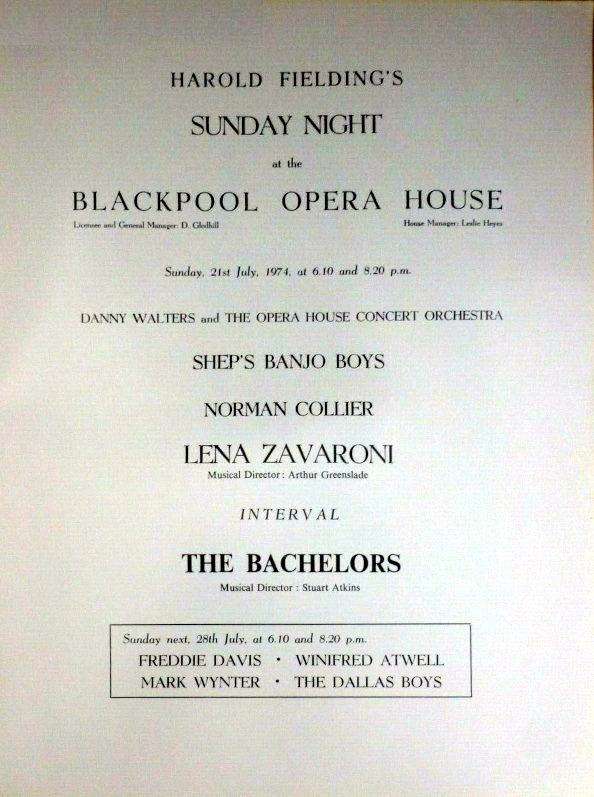 HAROLD FIELDING'S
SUNDAY NIGHT
at the
BLACKPOOL OPERA HOUSE
Licensee and General Manager: D. Gledhill
House Manager: Leslie Heyes
Sunday, 21st July, 1974, at 6.10 and 8.20 p.m.
DANNY WALTERS and THE OPERA HOUSE CONCERT ORCHESTRA
SHEP'S BANJO BOYS
NORMAN COLLIER
LENA ZAVARONI
Musical Director : Arthur Greenslade
INTERVAL
THE BACHELORS
Musical Director : Stuart Atkins
Sunday next, 28th July, at 6.10 and 8.20 p.m.
FREDDIE DAVIS • WINIFRED ATWELL
MARK WYNTER • THE DALLAS BOYS